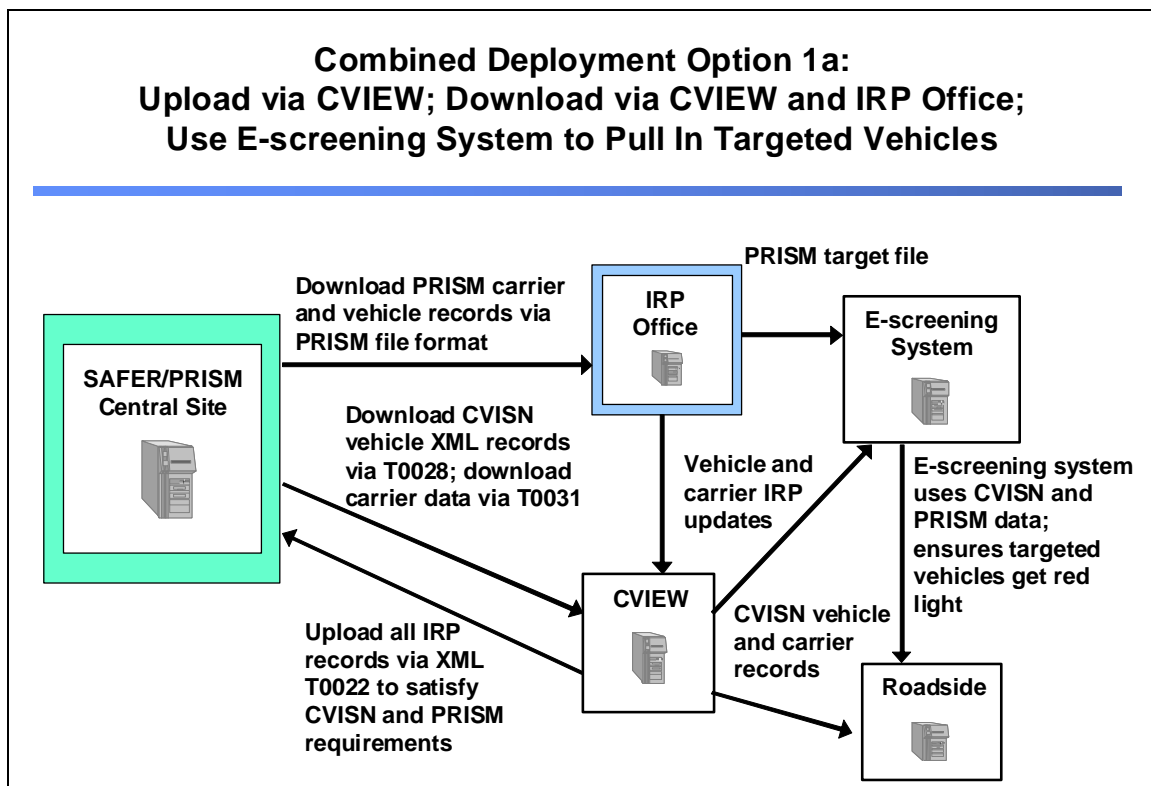 Combined Deployment Option 1a:
Upload via CVIEW; Download via CVIEW and IRP Office;
Use E-screening System to Pull In Targeted Vehicles
PRISM target file
Download PRISM carrier
and vehicle records via
PRISM file format
IRP
Office
E-screening
System
SAFER/PRISM
Central Site
Download CVISN
vehicle XML records
via T0028; download
carrier data via T0031
Vehicle and
carrier IRP
updates
E-screening system
uses CVISN and
PRISM data;
ensures targeted
vehicles get red
light
CVIEW
CVISN vehicle
and carrier
records
Upload all IRP
records via XML
T0022 to satisfy
CVISN and PRISM
requirements
Roadside